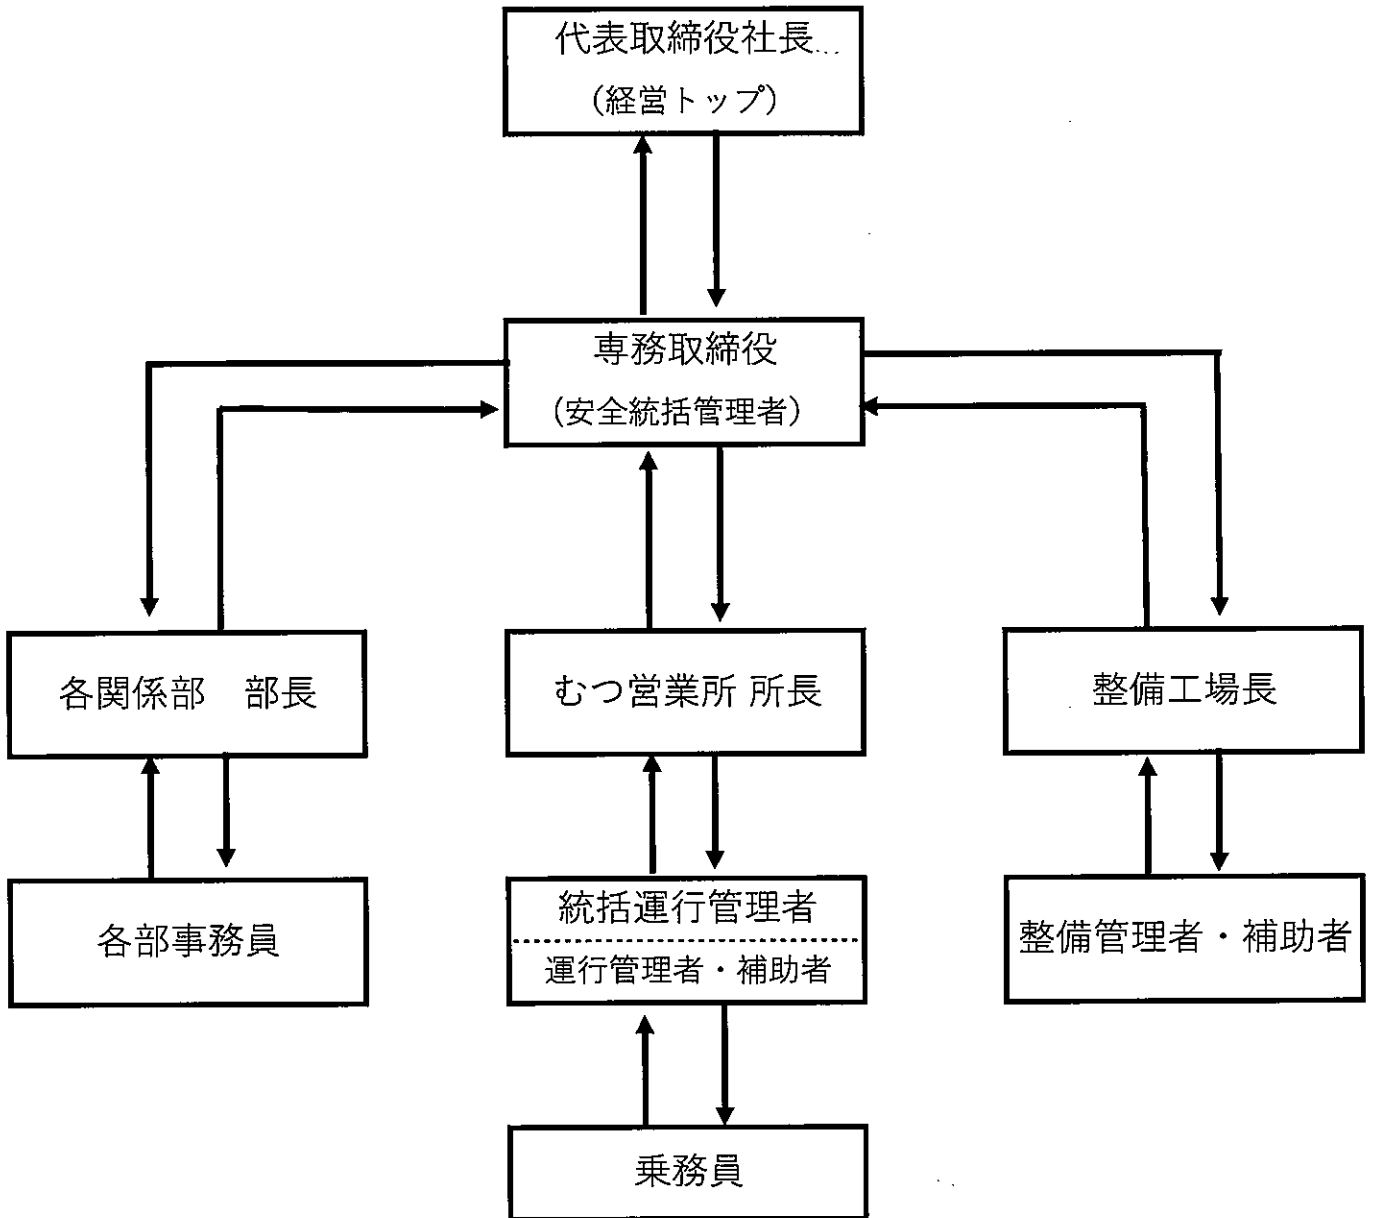 代表取締役社長
(経営トップ)
専務取締役
(安全統括管理者)
各関係部　部長
むつ営業所 所長
整備工場長
各部事務員
統括運行管理者
運行管理者・補助者
整備管理者・補助者
乗務員